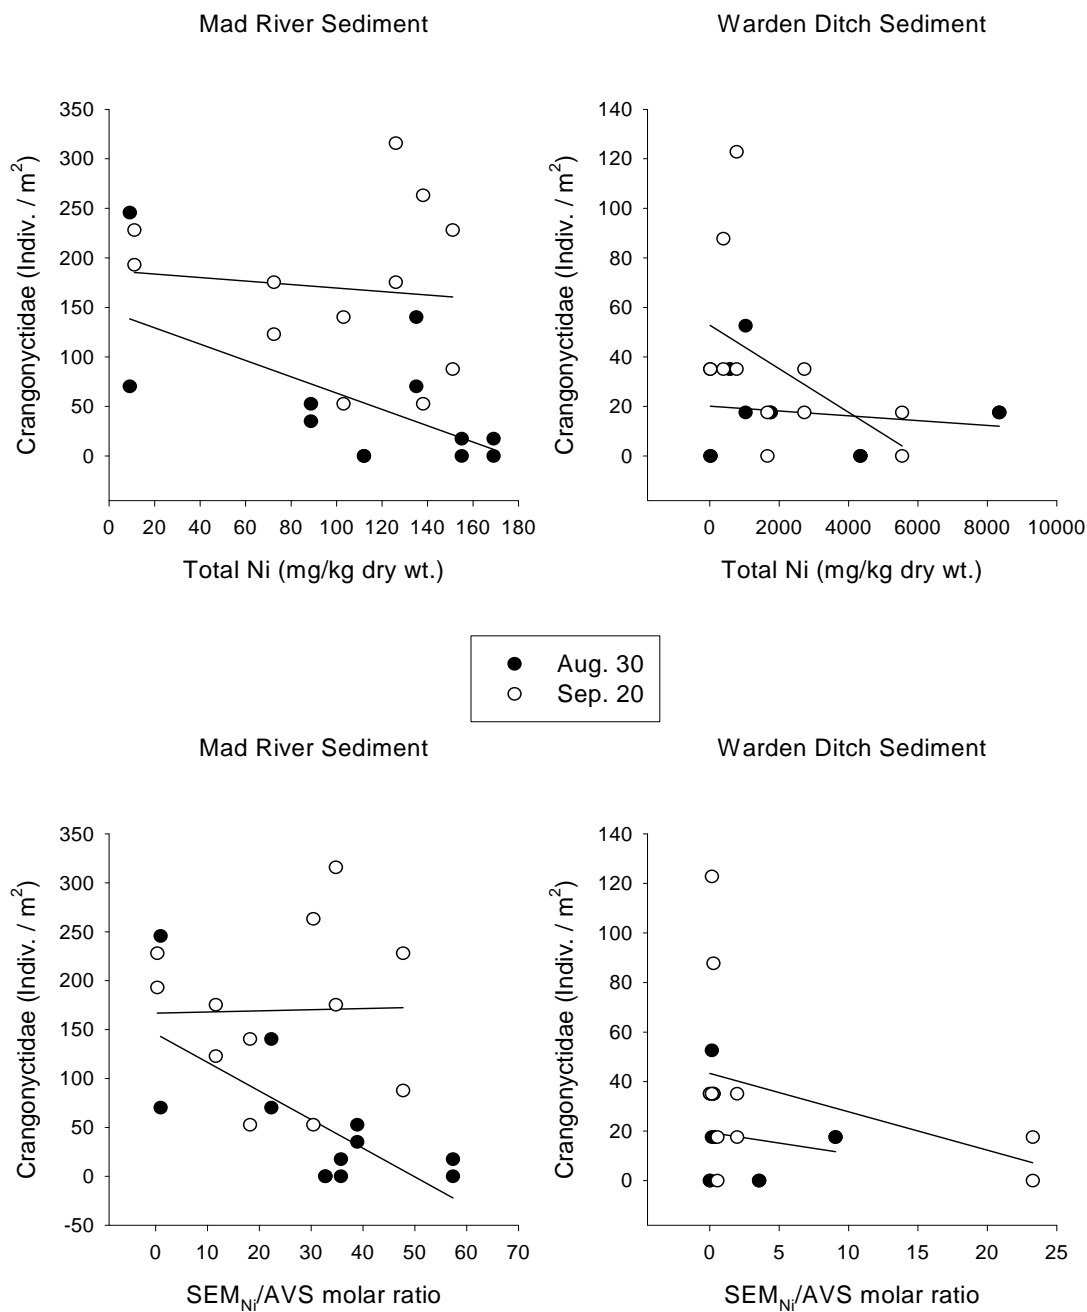 Mad River Sediment
Warden Ditch Sediment
Crangonyctidae (Indiv. / m²)
350
300
250
200
150
100
50
0
0 20 40 60 80 100 120 140 160 180
Total Ni (mg/kg dry wt.)
Crangonyctidae (Indiv. / m²)
140
120
100
80
60
40
20
0
0 2000 4000 6000 8000 10000
Total Ni (mg/kg dry wt.)
Aug. 30
Sep. 20
Mad River Sediment
Warden Ditch Sediment
Crangonyctidae (Indiv. / m²)
350
300
250
200
150
100
50
0
-50
0 10 20 30 40 50 60 70
SEM_Ni/AVS molar ratio
Crangonyctidae (Indiv. / m²)
140
120
100
80
60
40
20
0
0 5 10 15 20 25
SEM_Ni/AVS molar ratio